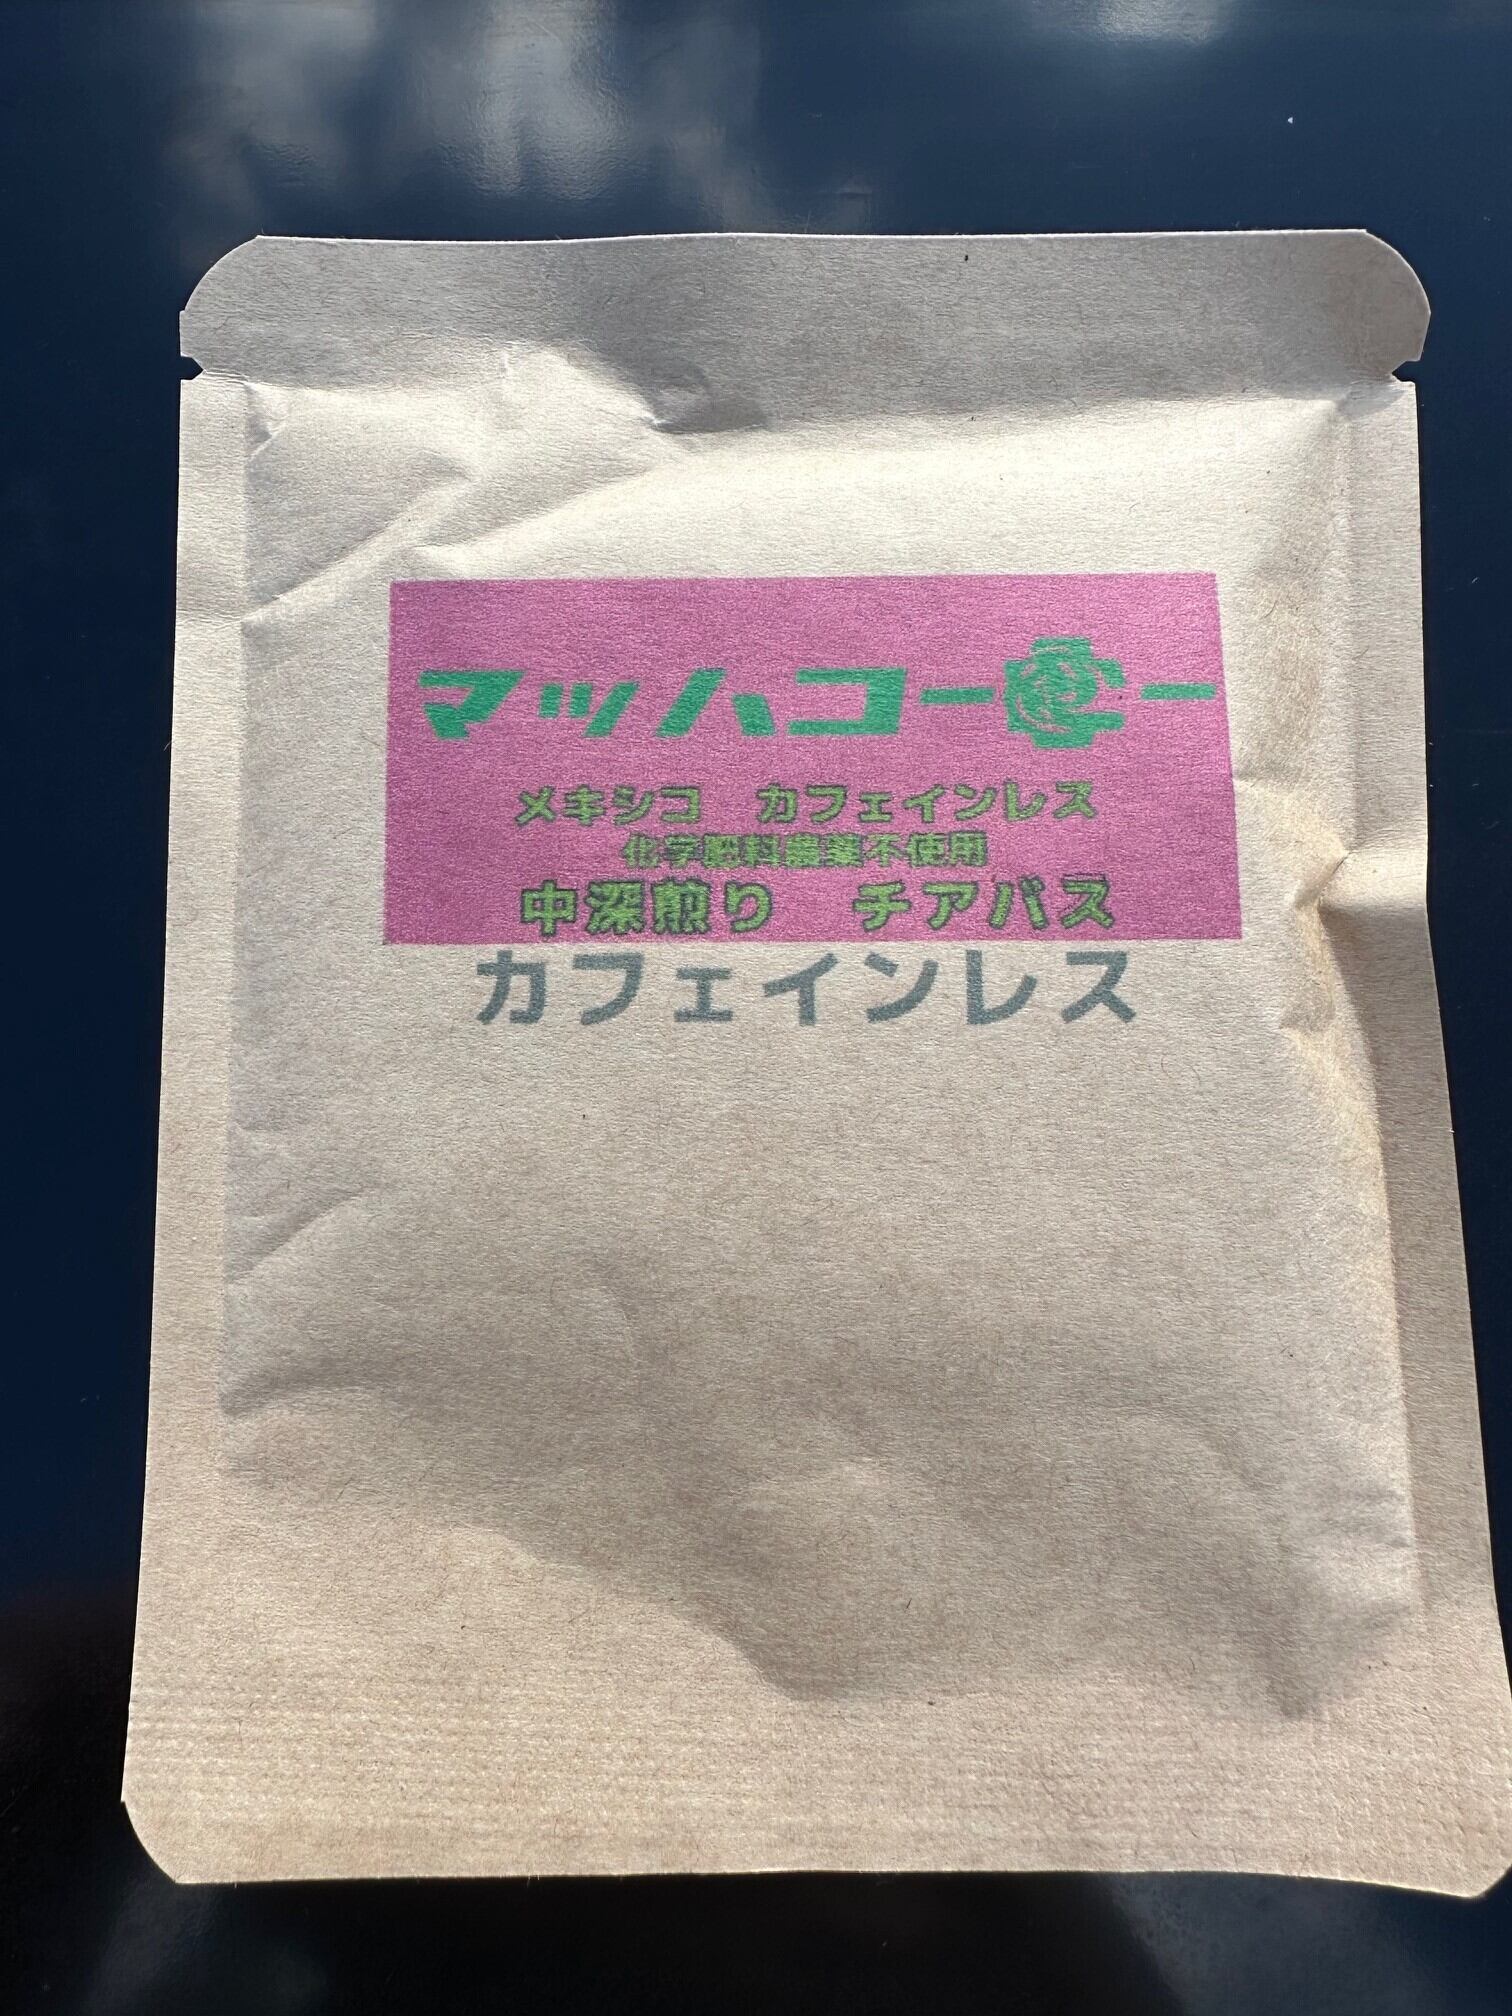 マッハコーヒー
メキシコ　カフェインレス
化学肥料農薬不使用
中深煎り　チアパス
カフェインレス